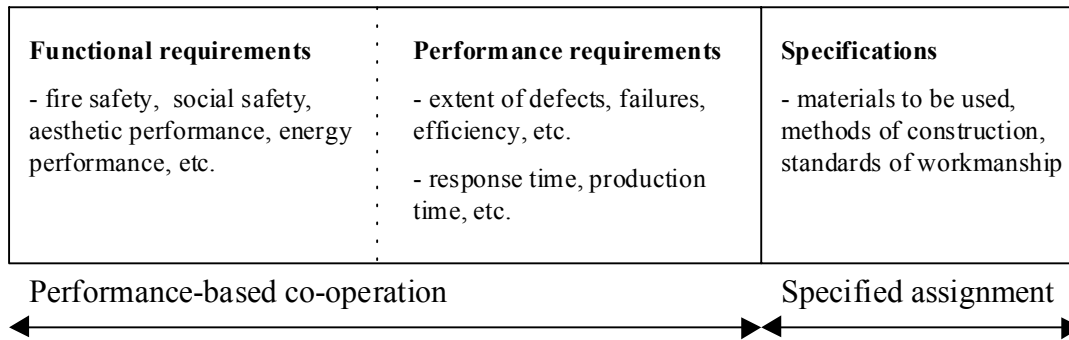 Functional requirements
- fire safety, social safety,
aesthetic performance, energy
performance, etc.
Performance requirements
- extent of defects, failures,
efficiency, etc.
- response time, production
time, etc.
Specifications
- materials to be used,
methods of construction,
standards of workmanship
Performance-based co-operation
Specified assignment